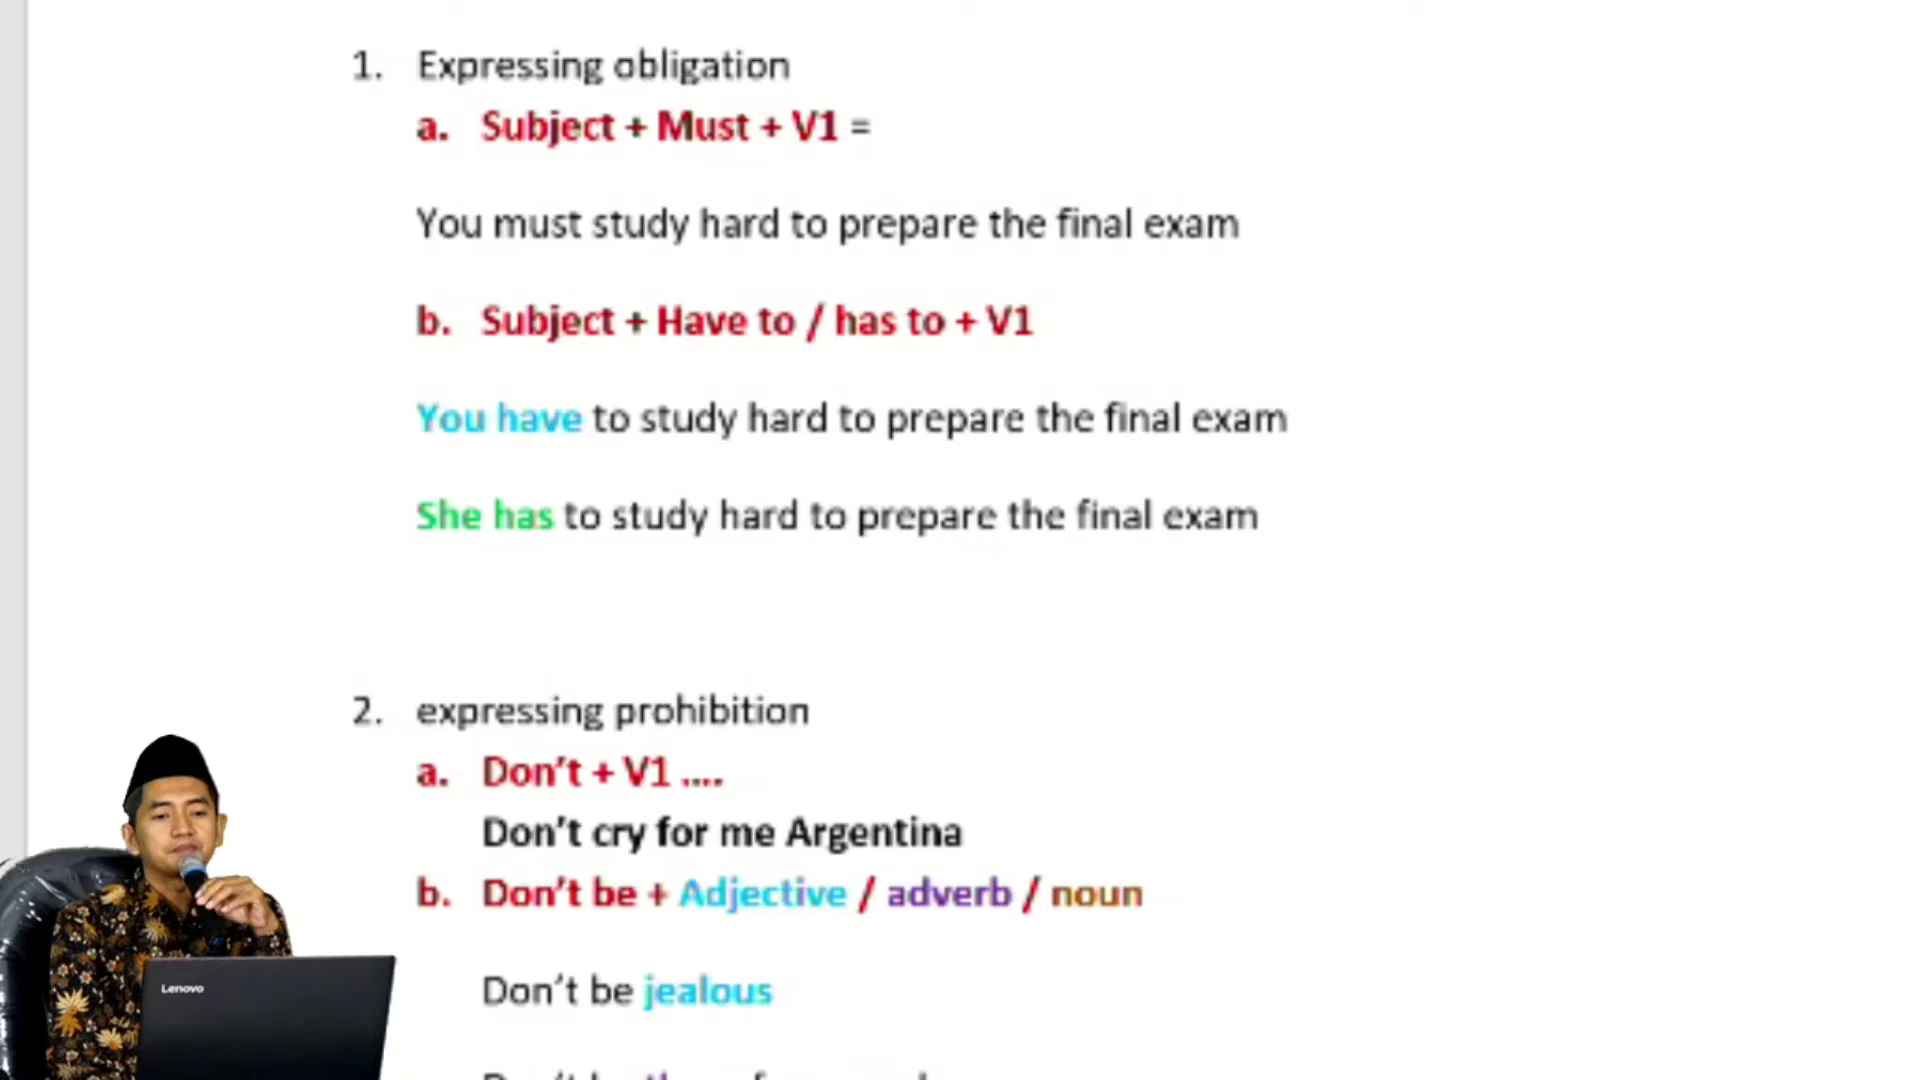 1. Expressing obligation
a. Subject + Must + V1 =
You must study hard to prepare the final exam
b. Subject + Have to / has to + V1
You have to study hard to prepare the final exam
She has to study hard to prepare the final exam
2. expressing prohibition
a. Don't + V1 ....
Don't cry for me Argentina
b. Don't be + Adjective / adverb / noun
Don't be jealous
Lenovo